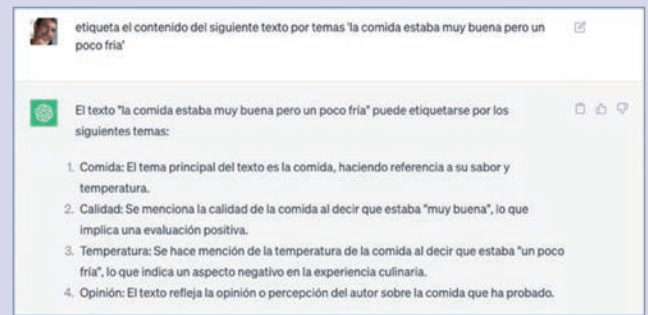 etiqueta el contenido del siguiente texto por temas 'la comida estaba muy buena pero un
poco fria'
El texto "la comida estaba muy buena pero un poco fría" puede etiquetarse por los
siguientes temas:
1. Comida: El tema principal del texto es la comida, haciendo referencia a su sabor y
temperatura.
2. Calidad: Se menciona la calidad de la comida al decir que estaba "muy buena", lo que
implica una evaluación positiva.
3. Temperatura: Se hace mención de la temperatura de la comida al decir que estaba "un poco
fría", lo que indica un aspecto negativo en la experiencia culinaria.
4. Opinión: El texto refleja la opinión o percepción del autor sobre la comida que ha probado.